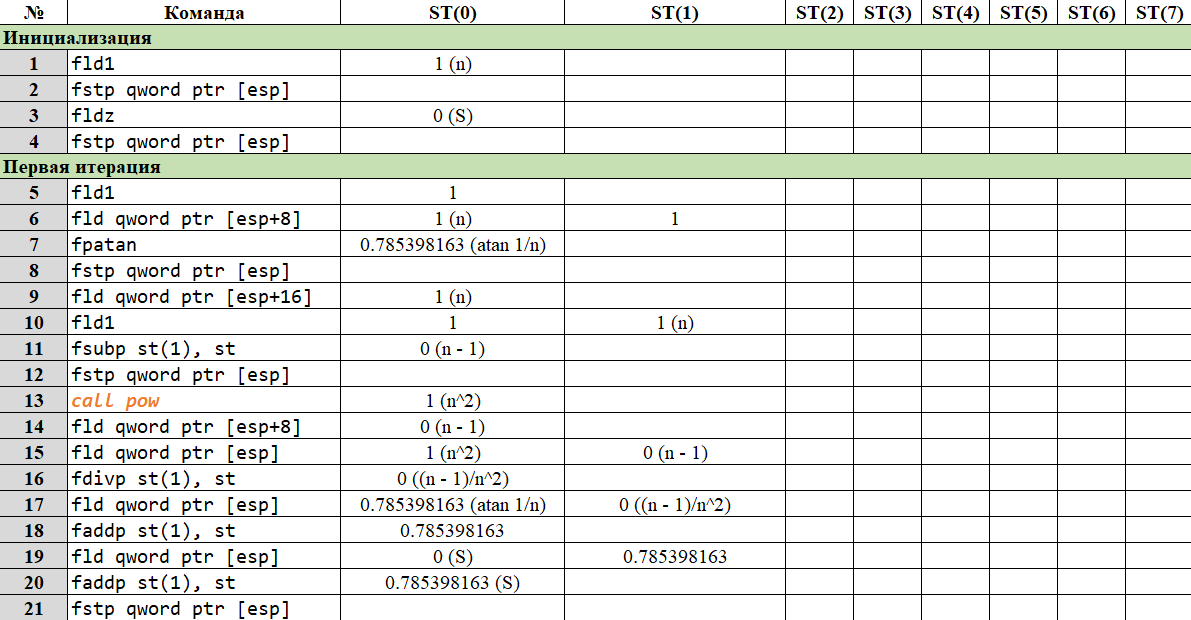 № Команда ST(0) ST(1) ST(2) ST(3) ST(4) ST(5) ST(6) ST(7)
Инициализация
1 fld1 1 (n)
2 fstp qword ptr [esp]
3 fldz 0 (S)
4 fstp qword ptr [esp]
Первая итерация
5 fld1 1
6 fld qword ptr [esp+8] 1 (n) 1
7 fpatan 0.785398163 (atan 1/n)
8 fstp qword ptr [esp]
9 fld qword ptr [esp+16] 1 (n)
10 fld1 1 1 (n)
11 fsubp st(1), st 0 (n - 1)
12 fstp qword ptr [esp]
13 call pow 1 (n^2)
14 fld qword ptr [esp+8] 0 (n - 1)
15 fld qword ptr [esp] 1 (n^2) 0 (n - 1)
16 fdivp st(1), st 0 ((n - 1)/n^2)
17 fld qword ptr [esp] 0.785398163 (atan 1/n) 0 ((n - 1)/n^2)
18 faddp st(1), st 0.785398163
19 fld qword ptr [esp] 0 (S) 0.785398163
20 faddp st(1), st 0.785398163 (S)
21 fstp qword ptr [esp]